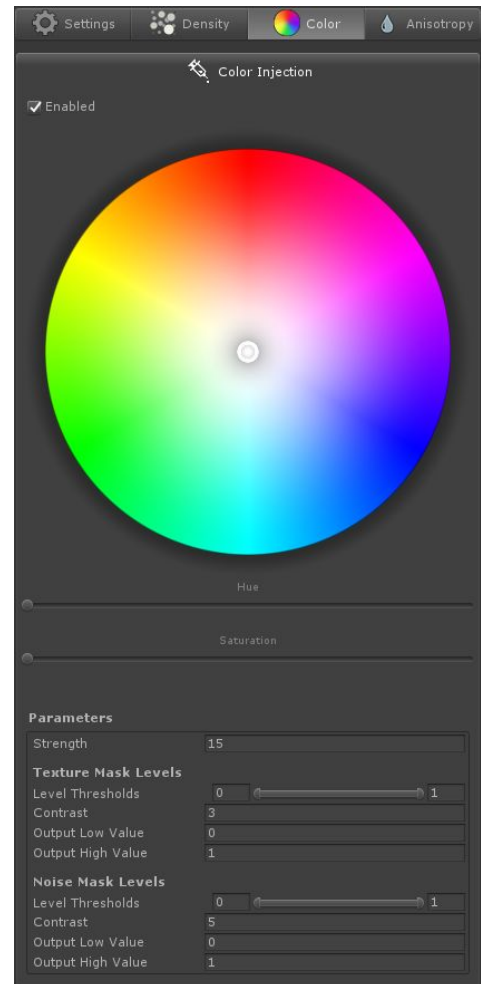 Settings Density Color Anisotropy
Color Injection
Enabled
Hue
Saturation
Parameters
Strength 15
Texture Mask Levels
Level Thresholds 0 1
Contrast 3
Output Low Value 0
Output High Value 1
Noise Mask Levels
Level Thresholds 0 1
Contrast 5
Output Low Value 0
Output High Value 1